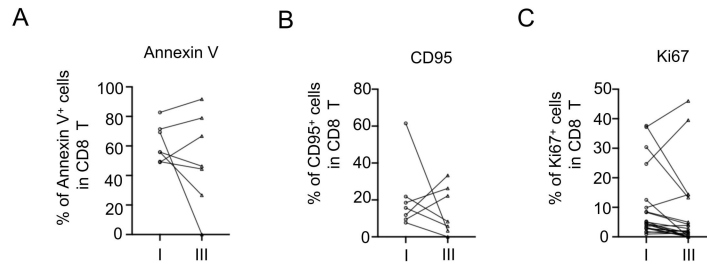 A
Annexin V
% of Annexin V⁺ cells
in CD8 T
100
80
60
40
20
0
I
III
B
CD95
% of CD95⁺ cells
in CD8 T
80
60
40
20
0
I
III
C
Ki67
% of Ki67⁺ cells
in CD8 T
50
40
30
20
10
0
I
III